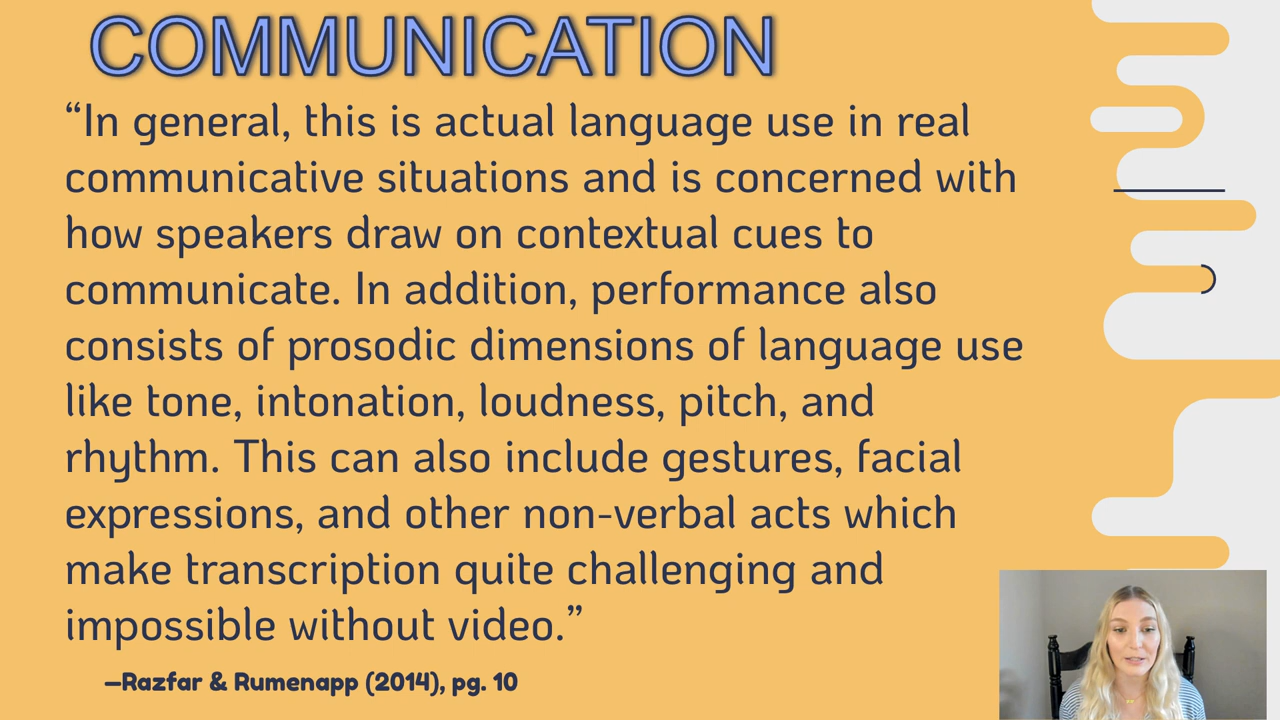 COMMUNICATION
“In general, this is actual language use in real
communicative situations and is concerned with
how speakers draw on contextual cues to
communicate. In addition, performance also
consists of prosodic dimensions of language use
like tone, intonation, loudness, pitch, and
rhythm. This can also include gestures, facial
expressions, and other non-verbal acts which
make transcription quite challenging and
impossible without video.”
—Razfar & Rumenapp (2014), pg. 10